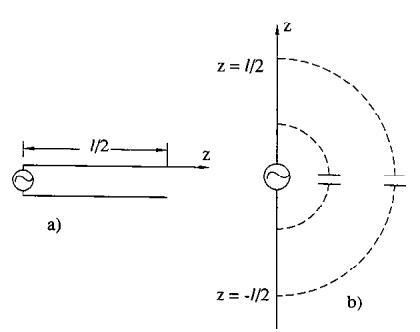 l/2
z
a)
z
z = l/2
z = -l/2
b)